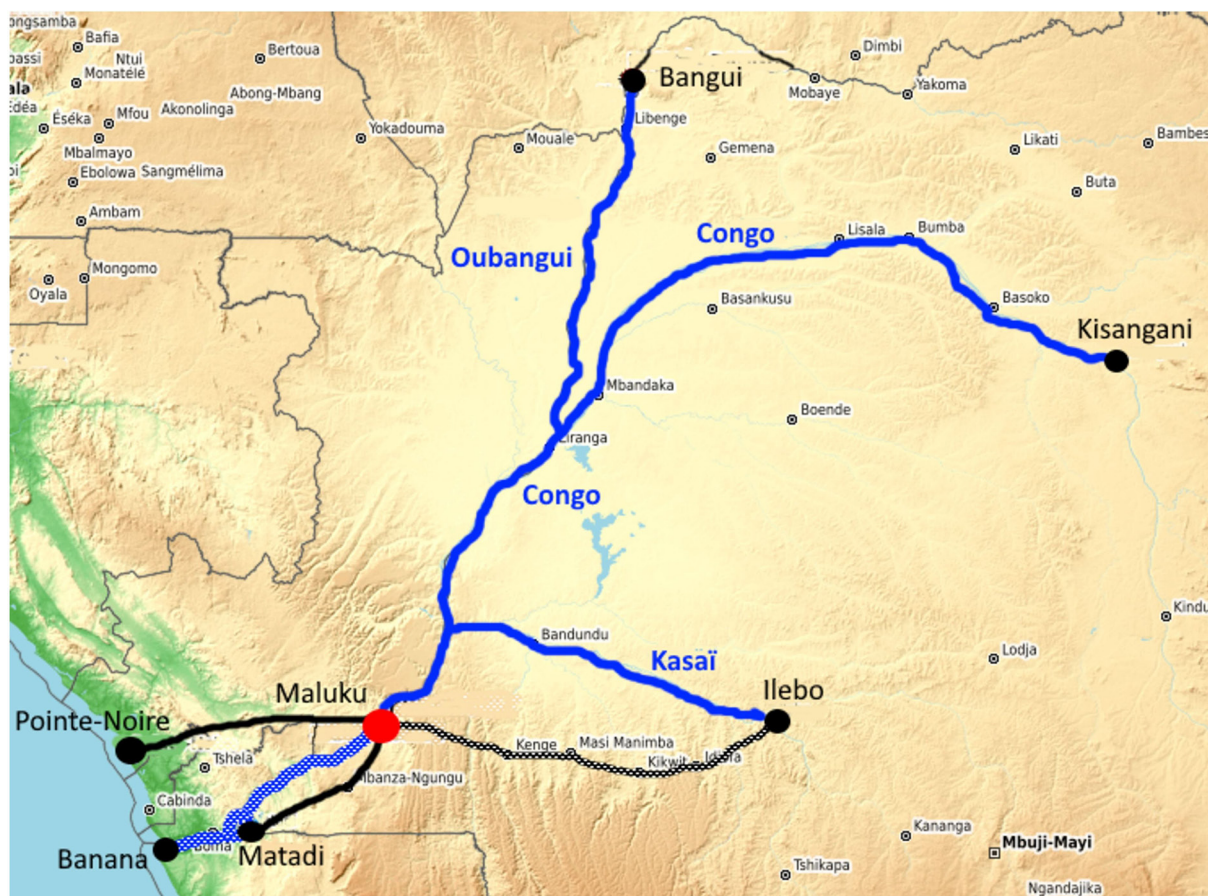 ongsamba
Bafia
Bertoua
Dimbi
Ntui
Monatélé
Bangui
Mobaye
Yakoma
Abong-Mbang
Mfou
Akonolinga
Libenge
Éséka
Yokadouma
Mouale
Gemena
Likati
Bambes
Mbalmayo
Ebolowa
Sangmélima
Buta
Ambam
Congo
Lisala
Bumba
Oubangui
Mongomo
Oyala
Basankusu
Basoko
Kisangani
Mbandaka
Boende
Liranga
Congo
Kindu
Bandundu
Kasaï
Lodja
Maluku
Ilebo
Pointe-Noire
Kenge
Masi Manimba
Tshela
Kikwit
Idiofa
Mbanza-Ngungu
Cabinda
Kananga
Boma
Matadi
Banana
Mbuji-Mayi
Tshikapa
Ngandajika